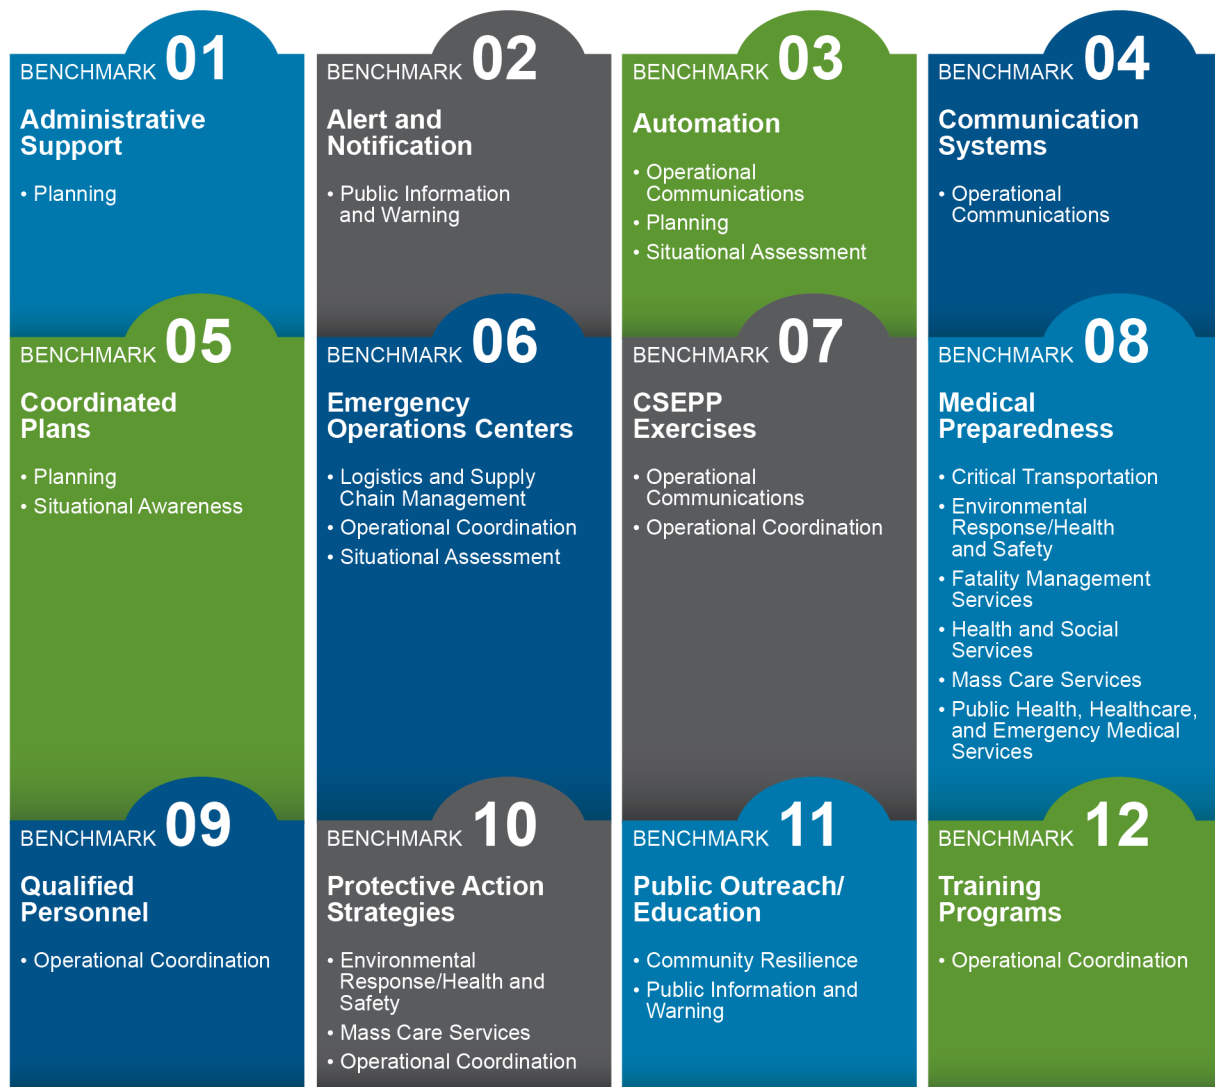 BENCHMARK 01
Administrative
Support
• Planning
BENCHMARK 02
Alert and
Notification
• Public Information
and Warning
BENCHMARK 03
Automation
• Operational
Communications
• Planning
• Situational Assessment
BENCHMARK 04
Communication
Systems
• Operational
Communications
BENCHMARK 05
Coordinated
Plans
• Planning
• Situational Awareness
BENCHMARK 06
Emergency
Operations Centers
• Logistics and Supply
Chain Management
• Operational Coordination
• Situational Assessment
BENCHMARK 07
CSEPP
Exercises
• Operational
Communications
• Operational Coordination
BENCHMARK 08
Medical
Preparedness
• Critical Transportation
• Environmental
Response/Health
and Safety
• Fatality Management
Services
• Health and Social
Services
• Mass Care Services
• Public Health, Healthcare,
and Emergency Medical
Services
BENCHMARK 09
Qualified
Personnel
• Operational Coordination
BENCHMARK 10
Protective Action
Strategies
• Environmental
Response/Health and
Safety
• Mass Care Services
• Operational Coordination
BENCHMARK 11
Public Outreach/
Education
• Community Resilience
• Public Information and
Warning
BENCHMARK 12
Training
Programs
• Operational Coordination